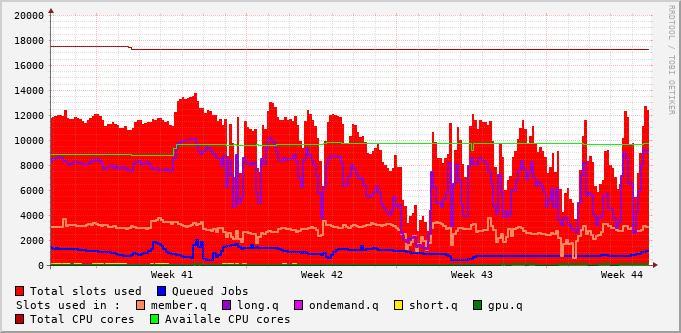 20000
18000
16000
14000
12000
10000
8000
6000
4000
2000
0
Week 41 Week 42 Week 43 Week 44
Total slots used Queued Jobs
Slots used in : member.q long.q ondemand.q short.q gpu.q
Total CPU cores Availale CPU cores
RRDTOOL / TOBI OETIKER